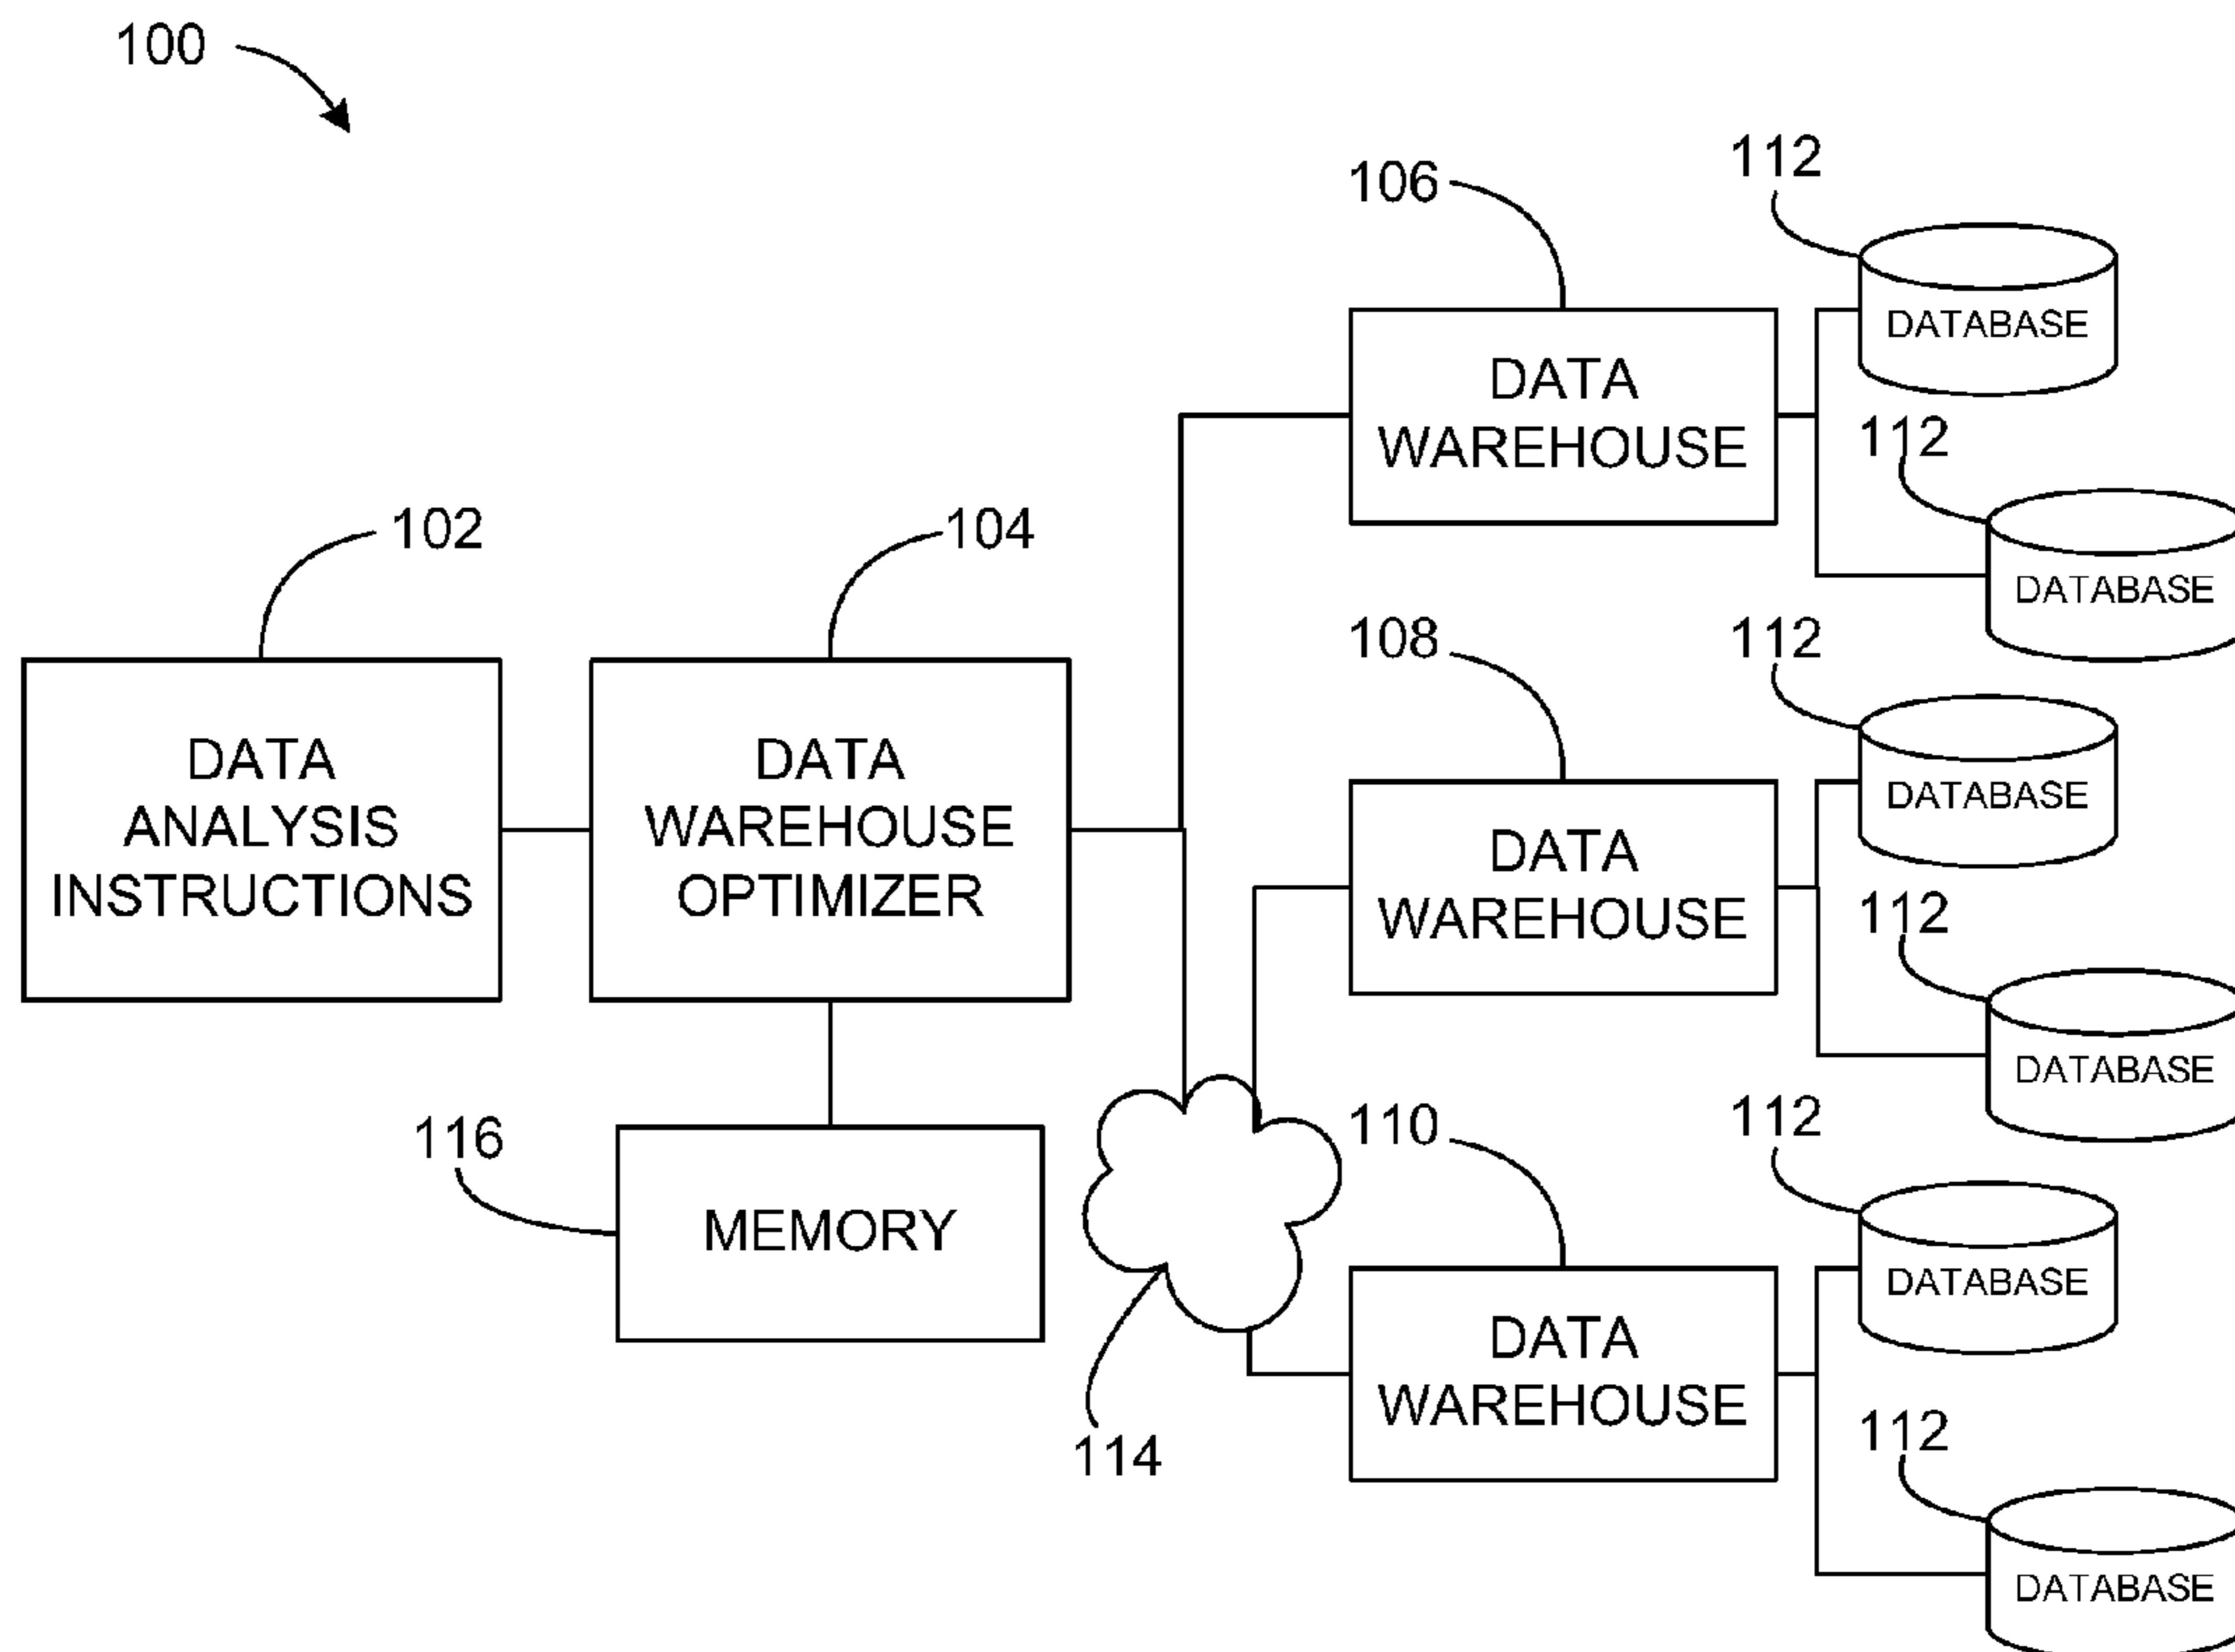 100
112
106
DATABASE
DATA
WAREHOUSE
112
102
104
DATABASE
108
112
DATA
ANALYSIS
INSTRUCTIONS
DATA
WAREHOUSE
OPTIMIZER
DATABASE
DATA
WAREHOUSE
112
DATABASE
116
110
112
MEMORY
DATABASE
DATA
WAREHOUSE
112
114
DATABASE